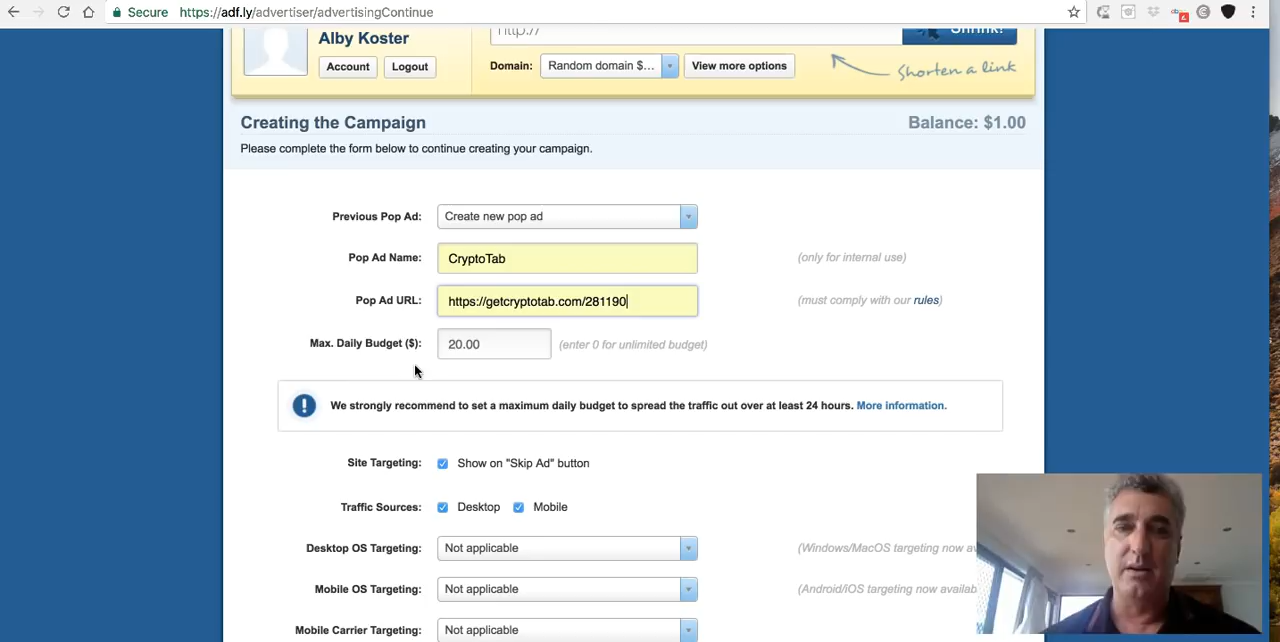 Secure https://adf.ly/advertiser/advertisingContinue
Alby Koster
http://
Shrink!
Account Logout
Domain: Random domain $... View more options
Shorten a link
Creating the Campaign Balance: $1.00
Please complete the form below to continue creating your campaign.
Previous Pop Ad: Create new pop ad
Pop Ad Name: CryptoTab (only for internal use)
Pop Ad URL: https://getcryptotab.com/281190 (must comply with our rules)
Max. Daily Budget ($): 20.00 (enter 0 for unlimited budget)
We strongly recommend to set a maximum daily budget to spread the traffic out over at least 24 hours. More information.
Site Targeting: Show on "Skip Ad" button
Traffic Sources: Desktop Mobile
Desktop OS Targeting: Not applicable (Windows/MacOS targeting now
Mobile OS Targeting: Not applicable (Android/iOS targeting now
Mobile Carrier Targeting: Not applicable